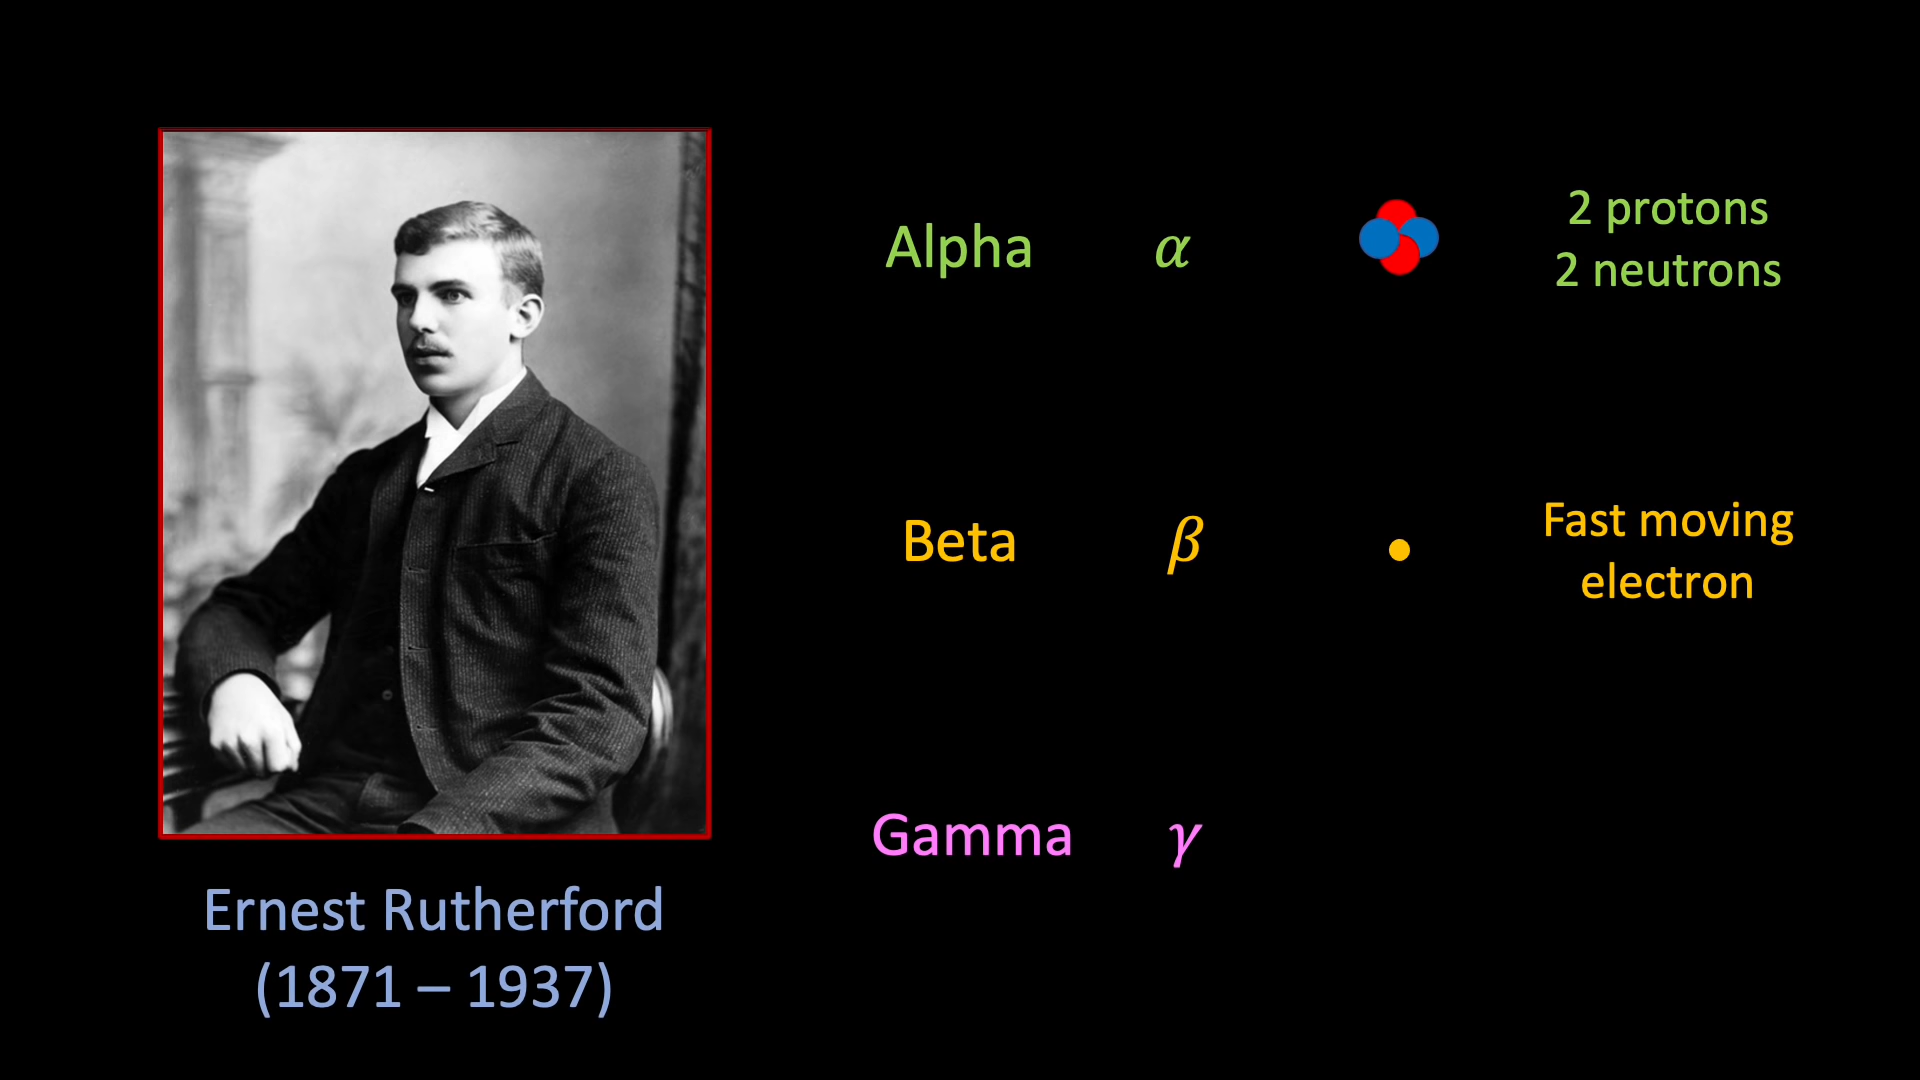 Alpha α
2 protons
2 neutrons
Beta β
Fast moving
electron
Gamma γ
Ernest Rutherford
(1871 – 1937)